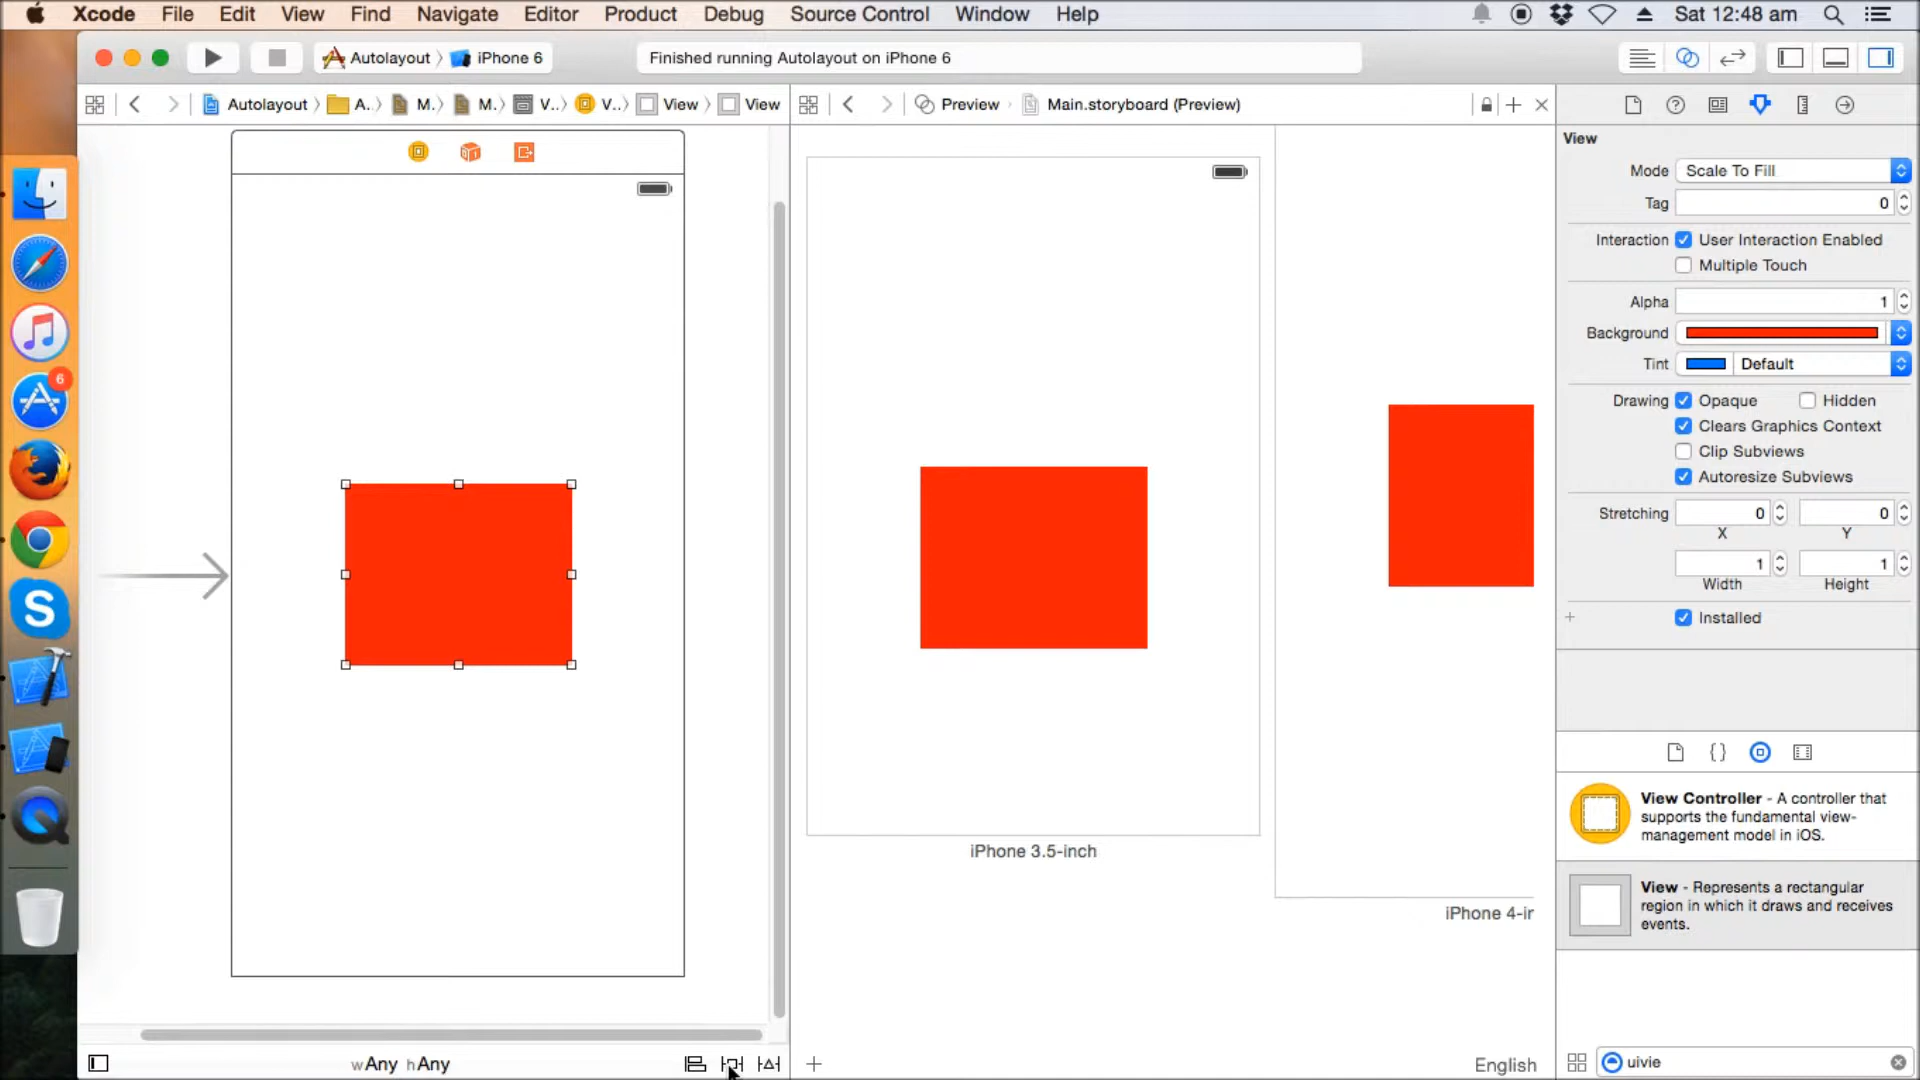 Xcode File Edit View Find Navigate Editor Product Debug Source Control Window Help Sat 12:48 am
Autolayout iPhone 6 Finished running Autolayout on iPhone 6
Autolayout A. M. M. V.. V.. View View Preview Main.storyboard (Preview)
View
Mode Scale To Fill
Tag 0
Interaction User Interaction Enabled
Multiple Touch
Alpha 1
Background
Tint Default
Drawing Opaque Hidden
Clears Graphics Context
Clip Subviews
Autoresize Subviews
Stretching 0 0
X Y
1 1
Width Height
Installed
6
S
iPhone 3.5-inch
iPhone 4-ir
View Controller - A controller that
supports the fundamental view-
management model in iOS.
View - Represents a rectangular
region in which it draws and receives
events.
wAny hAny
English
uivie